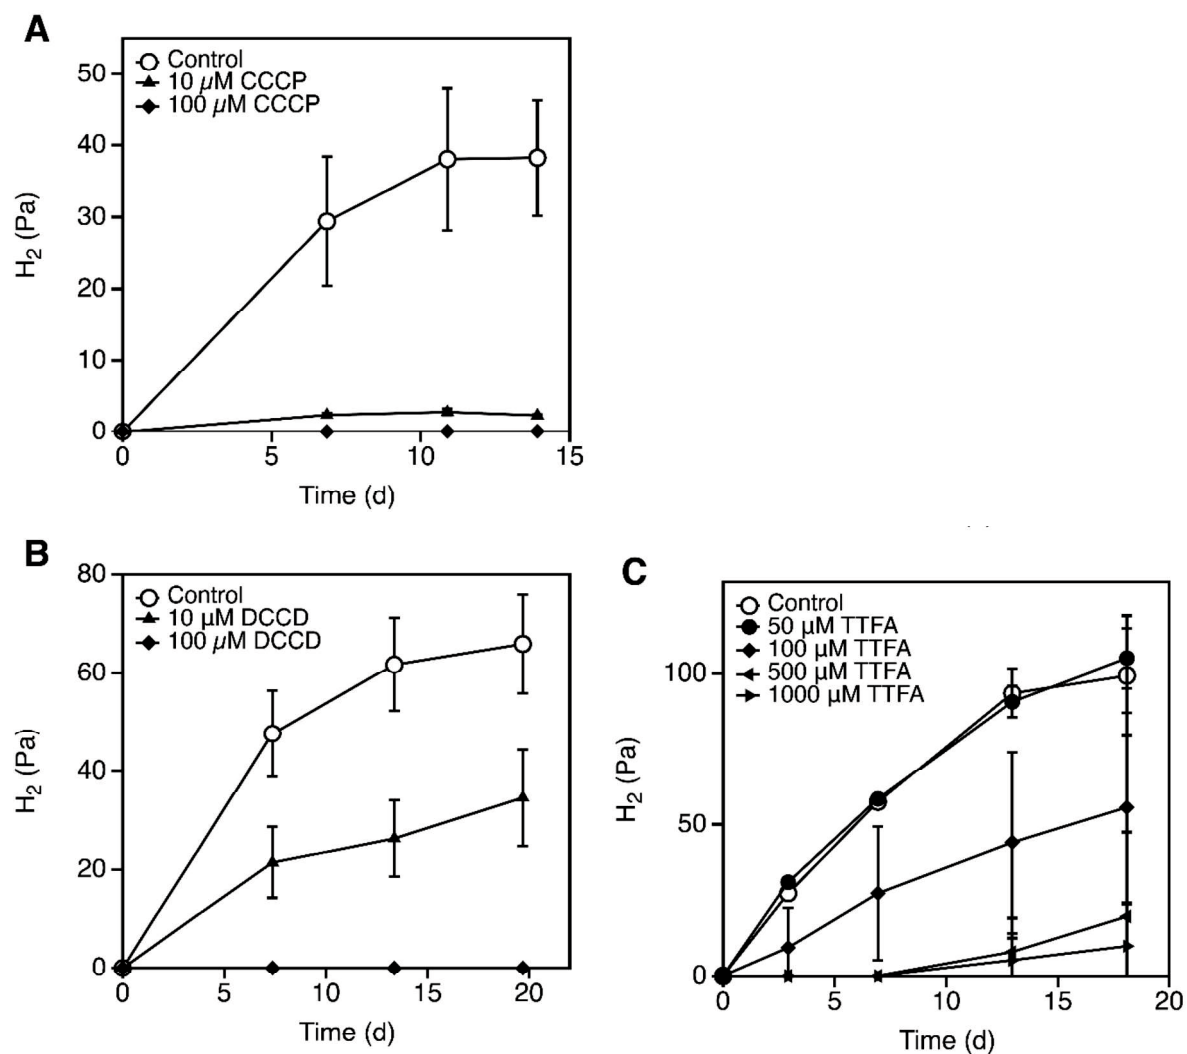 A
Control
10 µM CCCP
100 µM CCCP
50
40
30
20
10
0
H₂ (Pa)
0 5 10 15
Time (d)
B
Control
10 µM DCCD
100 µM DCCD
80
60
40
20
0
H₂ (Pa)
0 5 10 15 20
Time (d)
C
Control
50 µM TTFA
100 µM TTFA
500 µM TTFA
1000 µM TTFA
100
50
0
H₂ (Pa)
0 5 10 15 20
Time (d)